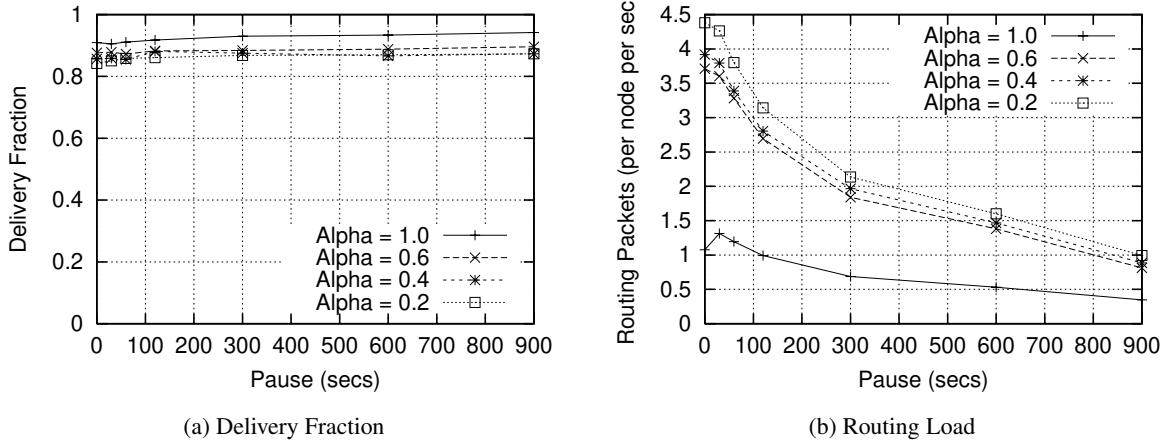 Delivery Fraction
1
0.8
0.6
0.4
0.2
0
Alpha = 1.0
Alpha = 0.6
Alpha = 0.4
Alpha = 0.2
0 100 200 300 400 500 600 700 800 900
Pause (secs)
(a) Delivery Fraction
Routing Packets (per node per sec
4.5
4
3.5
3
2.5
2
1.5
1
0.5
0
Alpha = 1.0
Alpha = 0.6
Alpha = 0.4
Alpha = 0.2
0 100 200 300 400 500 600 700 800 900
Pause (secs)
(b) Routing Load